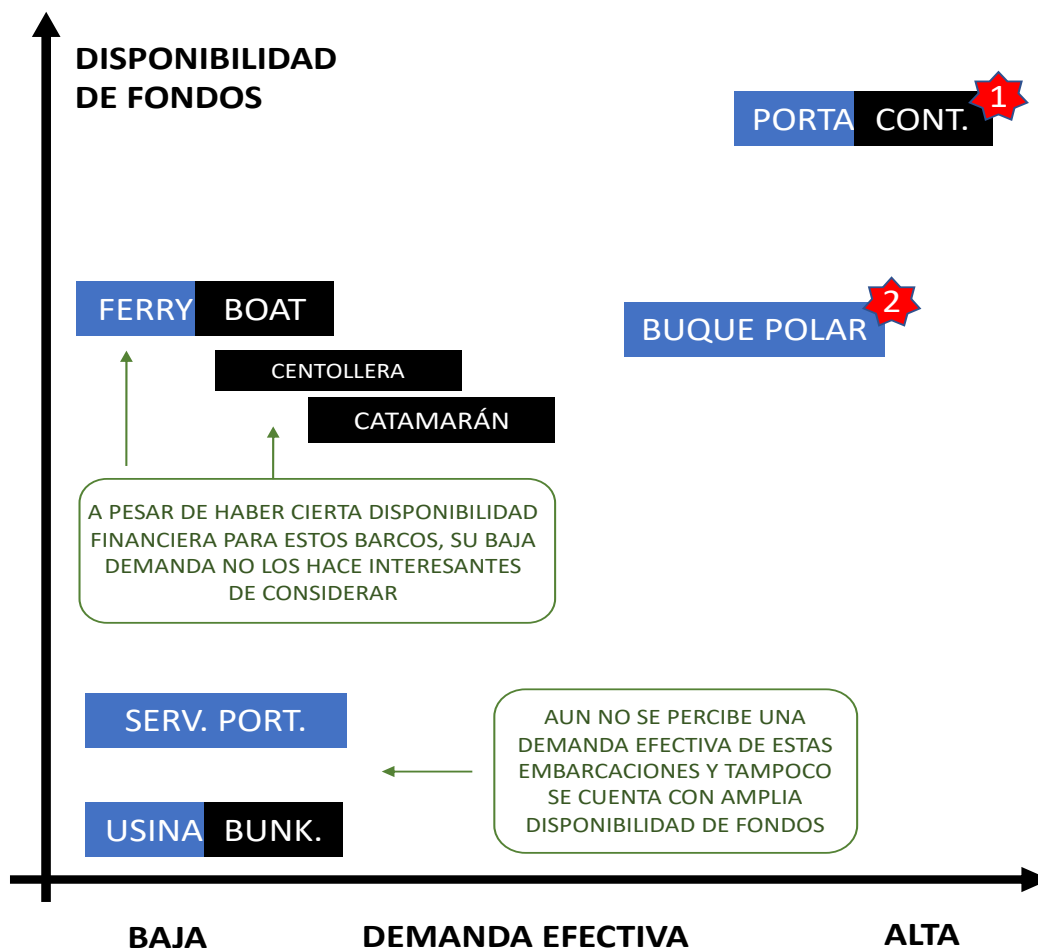 DISPONIBILIDAD
DE FONDOS
PORTA CONT.
1
FERRY BOAT
BUQUE POLAR
2
CENTOLLERA
CATAMARÁN
A PESAR DE HABER CIERTA DISPONIBILIDAD
FINANCIERA PARA ESTOS BARCOS, SU BAJA
DEMANDA NO LOS HACE INTERESANTES
DE CONSIDERAR
SERV. PORT.
AUN NO SE PERCIBE UNA
DEMANDA EFECTIVA DE ESTAS
EMBARCACIONES Y TAMPOCO
SE CUENTA CON AMPLIA
DISPONIBILIDAD DE FONDOS
USINA BUNK.
BAJA DEMANDA EFECTIVA ALTA